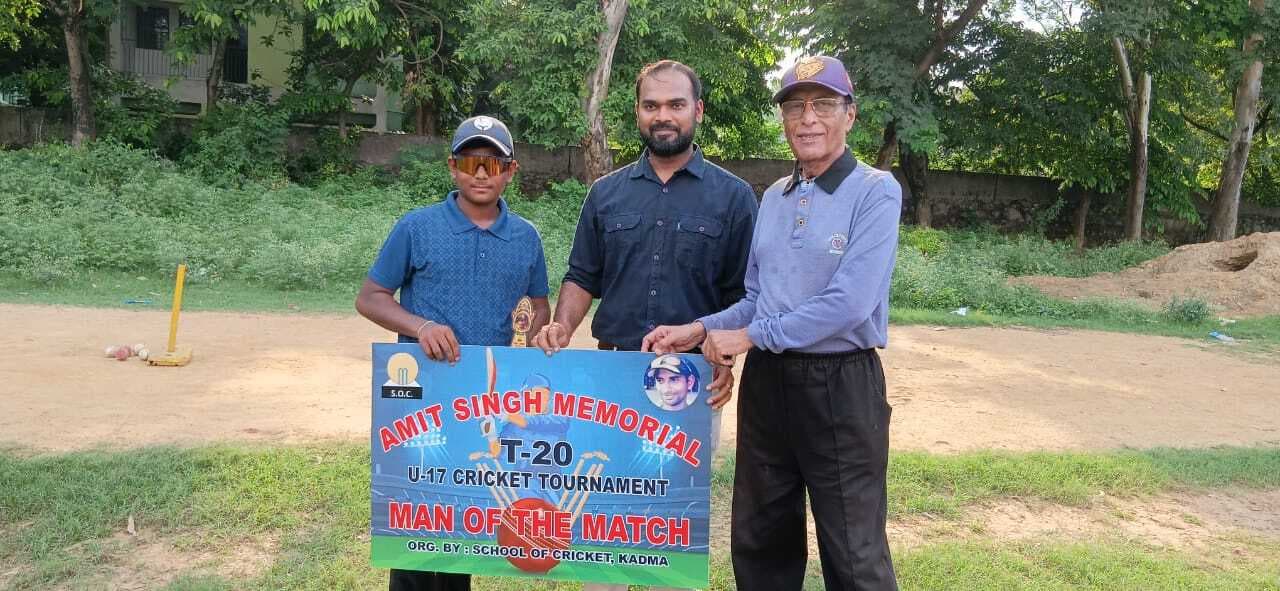 S.O.C.
AMIT SINGH MEMORIAL
T-20
U-17 CRICKET TOURNAMENT
MAN OF THE MATCH
ORG. BY : SCHOOL OF CRICKET, KADMA